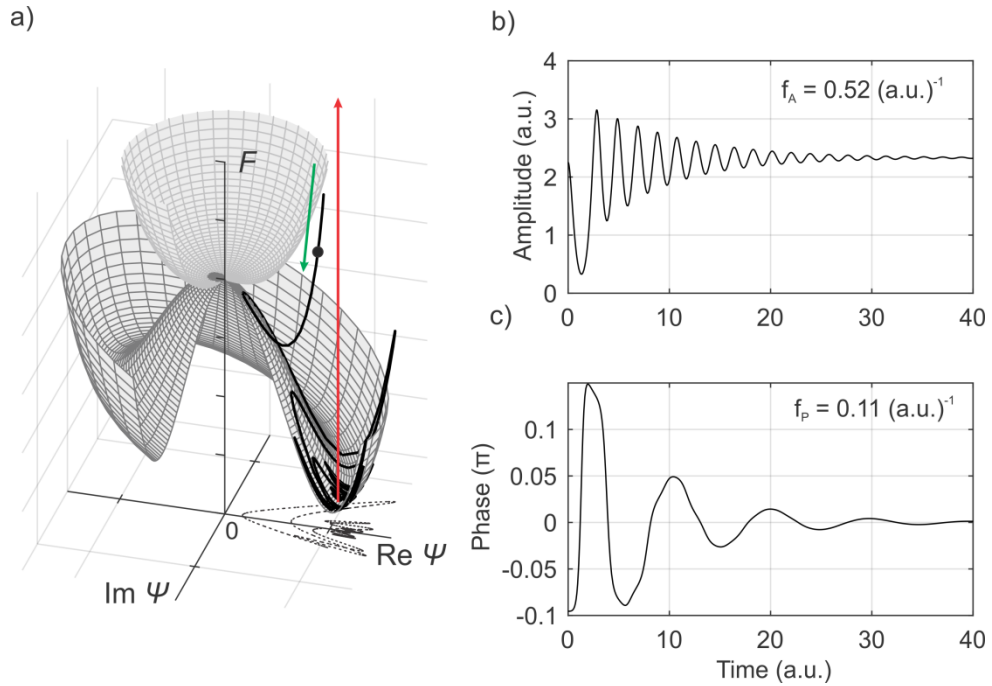 a)
F
0
Re Ψ
Im Ψ
b)
f_A = 0.52 (a.u.)⁻¹
Amplitude (a.u.)
4
3
2
1
0
0 10 20 30 40
c)
f_P = 0.11 (a.u.)⁻¹
Phase (π)
0.1
0.05
0
-0.05
-0.1
0 10 20 30 40
Time (a.u.)